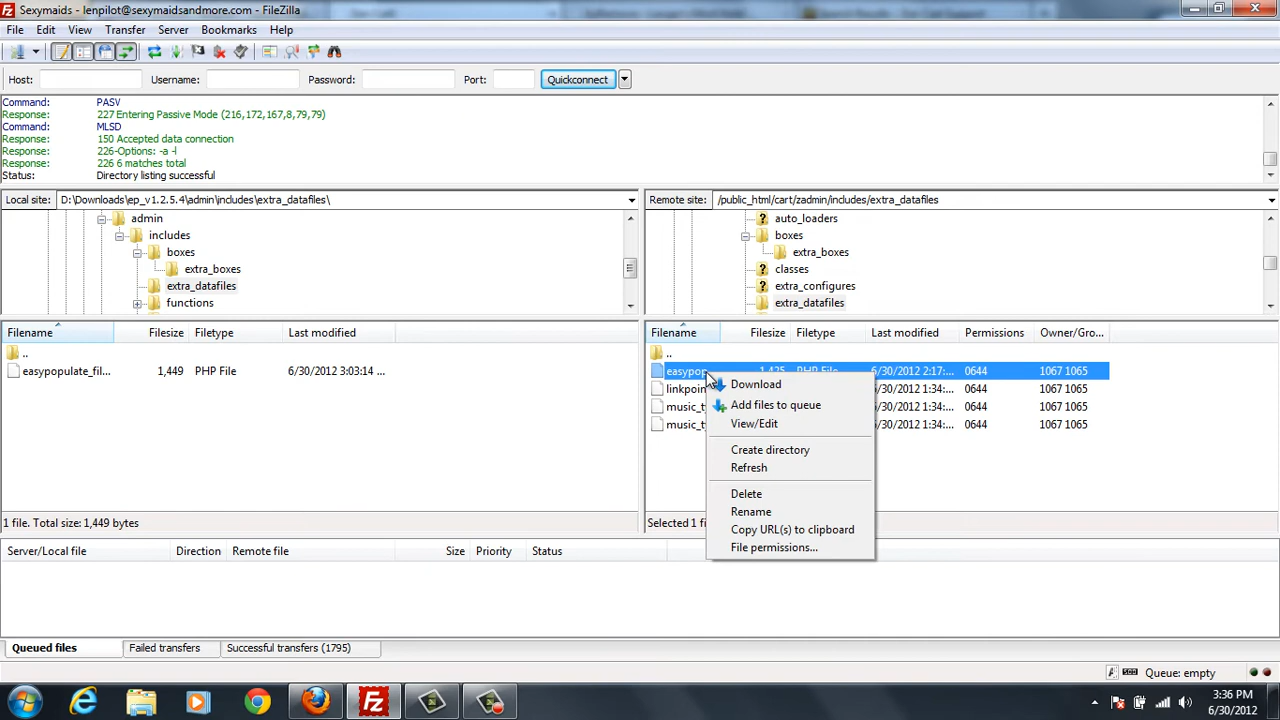 Sexymaids - lenpilot@sexymaidsandmore.com - FileZilla
File Edit View Transfer Server Bookmarks Help
Host: Username: Password: Port: Quickconnect
Command: PASV
Response: 227 Entering Passive Mode (216,172,167,8,79,79)
Command: MLSD
Response: 150 Accepted data connection
Response: 226-Options: -a -l
Response: 226 6 matches total
Status: Directory listing successful
Local site: D:\Downloads\ep_v1.2.5.4\admin\includes\extra_datafiles\
admin
includes
boxes
extra_boxes
extra_datafiles
functions
Remote site: /public_html/cart/zadmin/includes/extra_datafiles
auto_loaders
boxes
extra_boxes
classes
extra_configures
extra_datafiles
Filename Filesize Filetype Last modified
..
easypopulate_fil... 1,449 PHP File 6/30/2012 3:03:14 ...
1 file. Total size: 1,449 bytes
Filename Filesize Filetype Last modified Permissions Owner/Gro...
..
easypop 1,425 PHP File 6/30/2012 2:17:... 0644 1067 1065
linkpoin 6/30/2012 1:34:... 0644 1067 1065
music_t 6/30/2012 1:34:... 0644 1067 1065
music_t 6/30/2012 1:34:... 0644 1067 1065
Selected 1 fi
Download
Add files to queue
View/Edit
Create directory
Refresh
Delete
Rename
Copy URL(s) to clipboard
File permissions...
Server/Local file Direction Remote file Size Priority Status
Queued files Failed transfers Successful transfers (1795)
Queue: empty
3:36 PM
6/30/2012